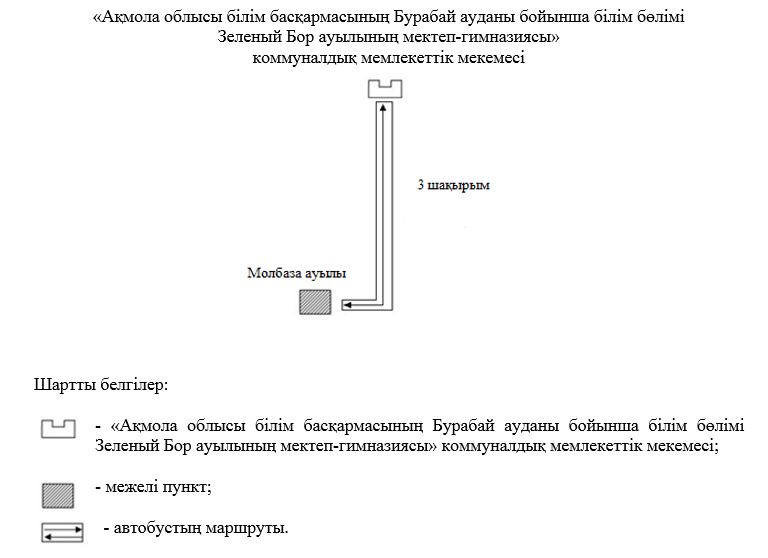 «Ақмола облысы білім басқармасының Бурабай ауданы бойынша білім бөлімі
Зеленый Бор ауылының мектеп-гимназиясы»
коммуналдық мемлекеттік мекемесі
3 шақырым
Молбаза ауылы
Шартты белгілер:
- «Ақмола облысы білім басқармасының Бурабай ауданы бойынша білім бөлімі
Зеленый Бор ауылының мектеп-гимназиясы» коммуналдық мемлекеттік мекемесі;
- межелі пункт;
- автобустың маршруты.